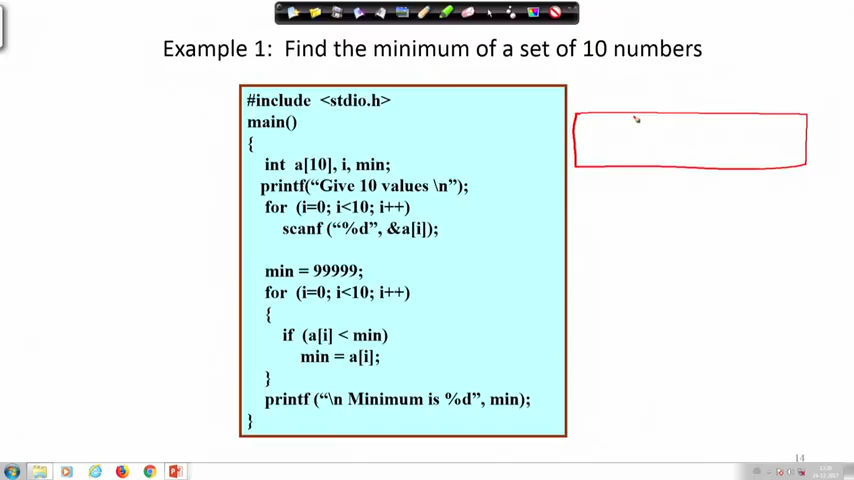 Example 1: Find the minimum of a set of 10 numbers
#include <stdio.h>
main()
{
int a[10], i, min;
printf(“Give 10 values \n”);
for (i=0; i<10; i++)
scanf (“%d”, &a[i]);
min = 99999;
for (i=0; i<10; i++)
{
if (a[i] < min)
min = a[i];
}
printf (“\n Minimum is %d”, min);
}
14